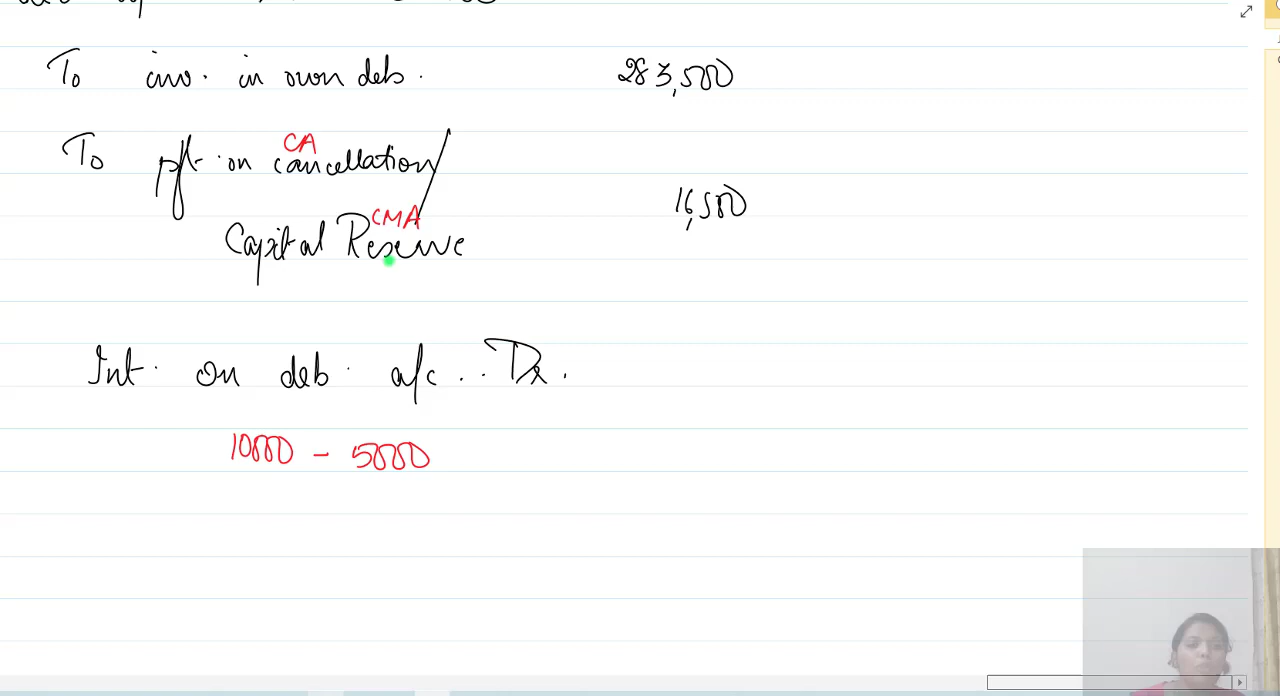 To inv. in own deb. 283,500
CA
To pft. on cancellation/ 16,500
CMA
Capital Reserve
Int. on deb. a/c .. Dr.
10000 - 5000